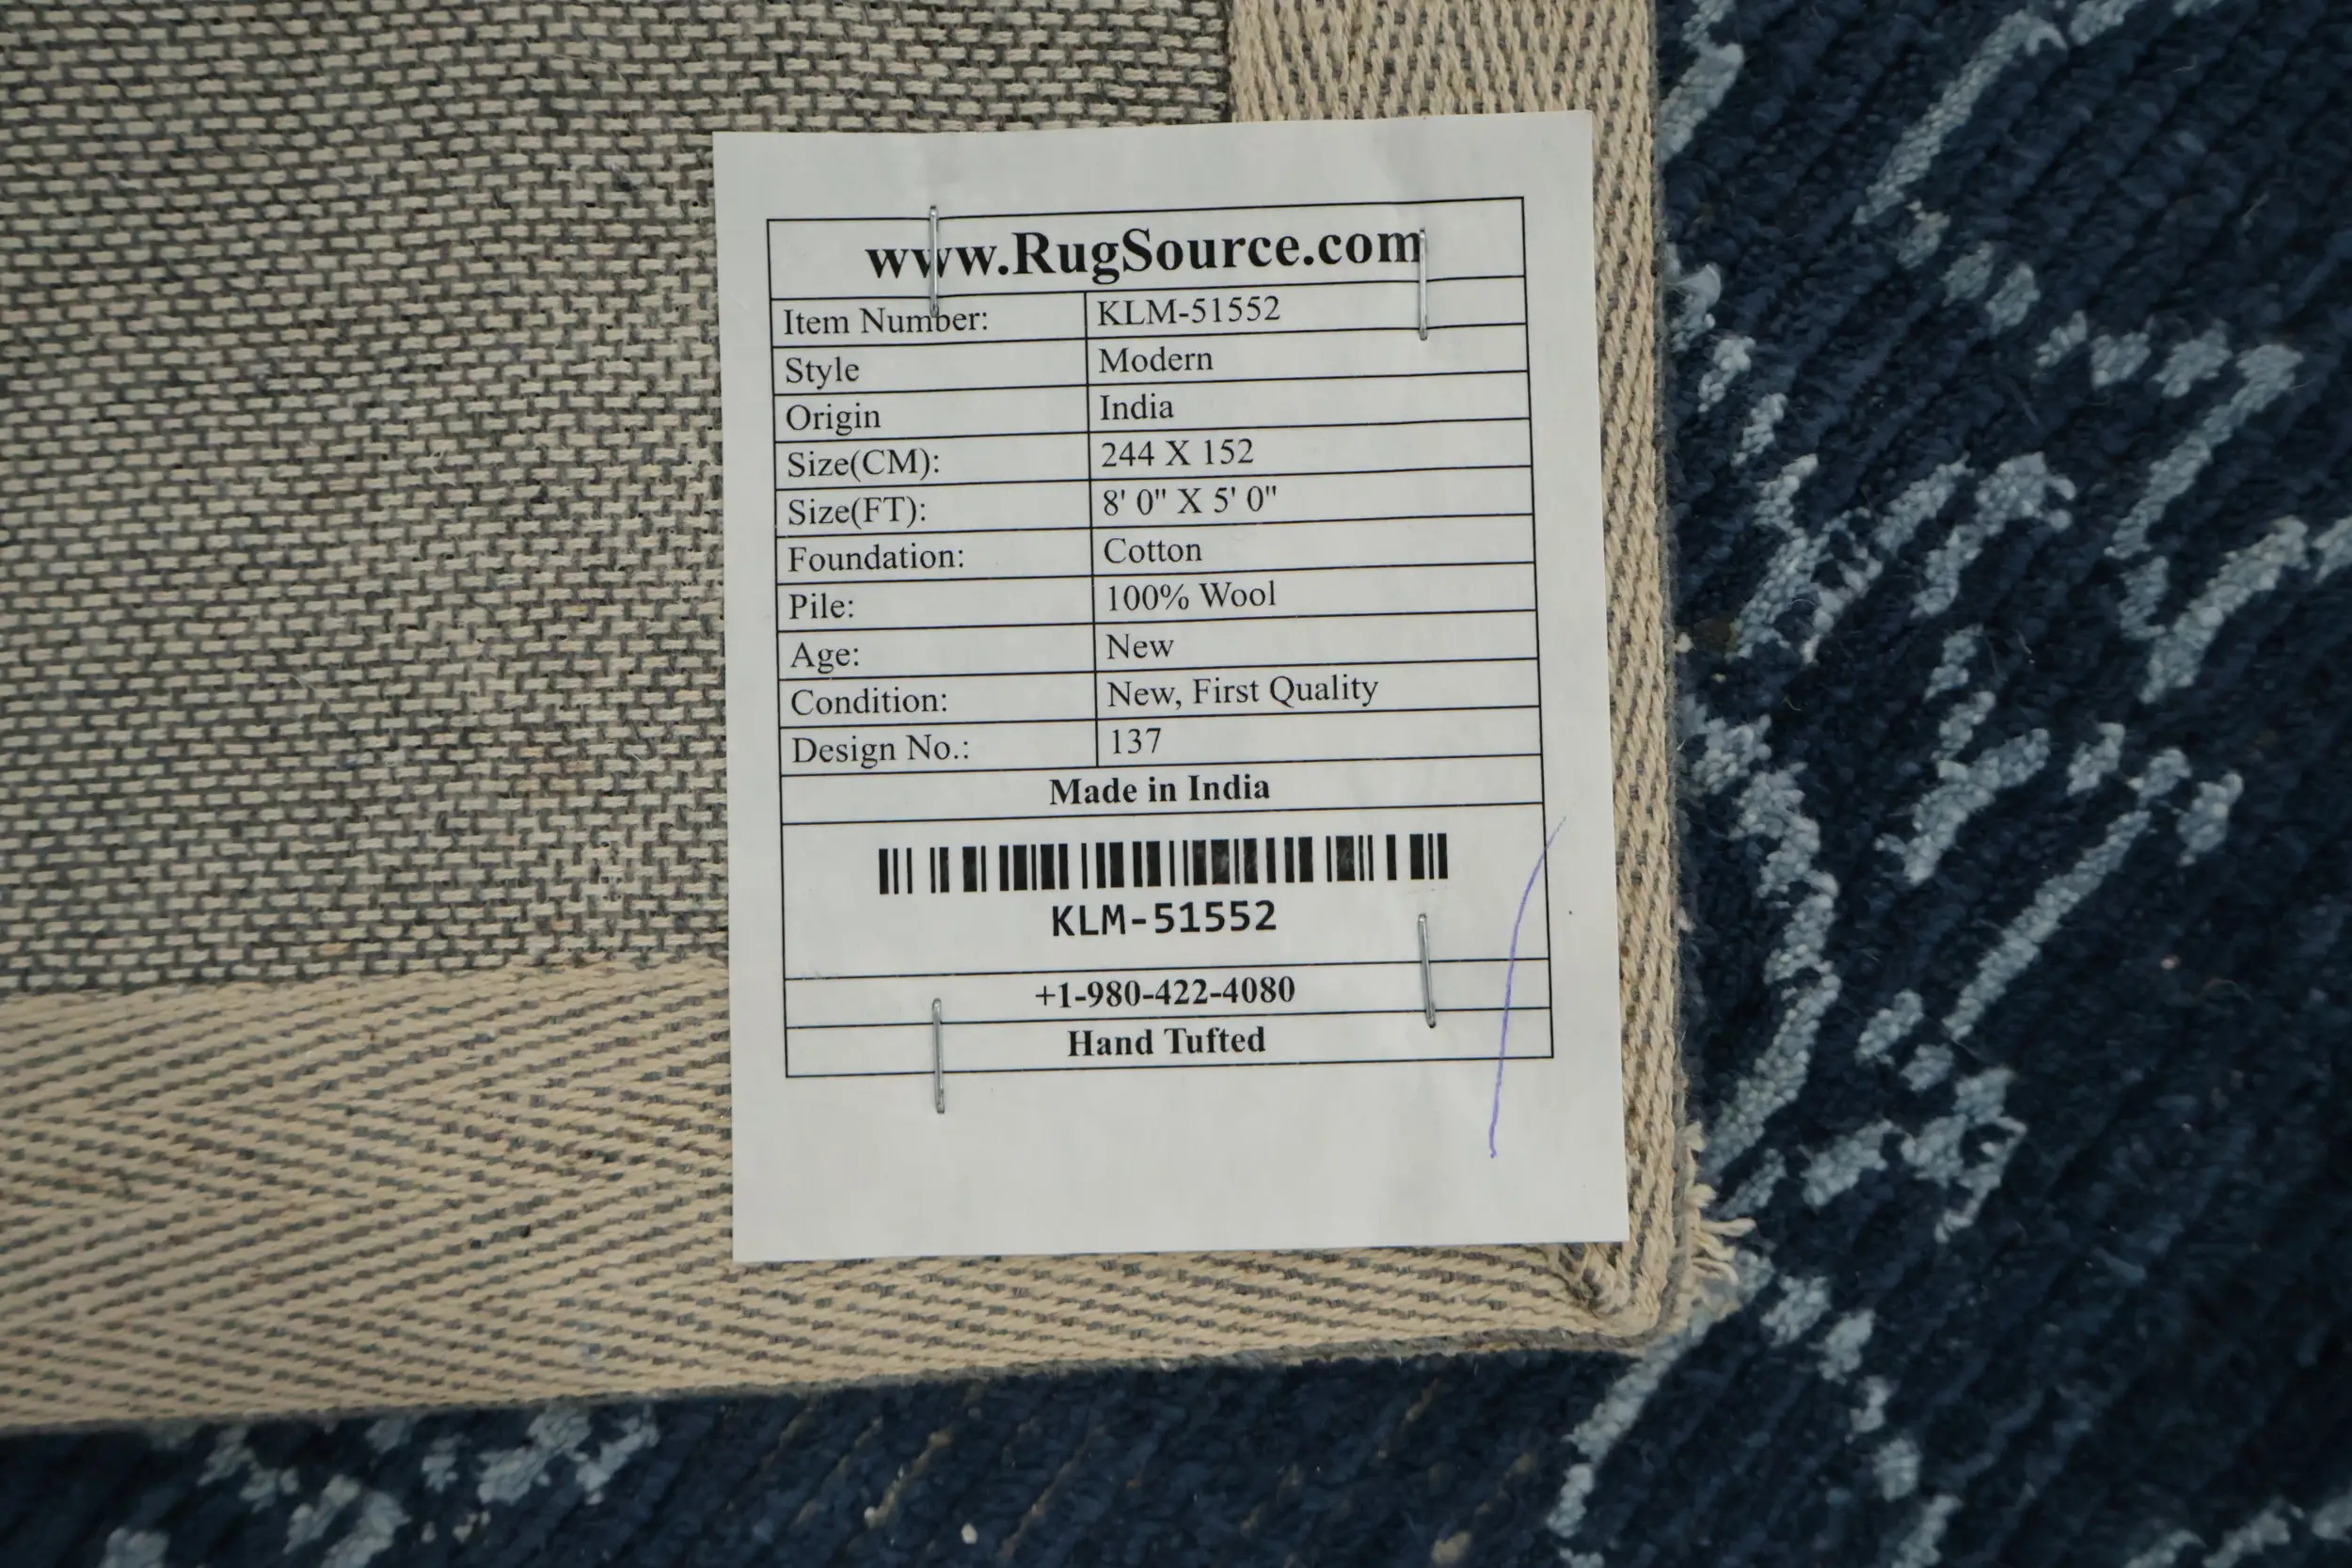 www.RugSource.com
Item Number: KLM-51552
Style Modern
Origin India
Size(CM): 244 X 152
Size(FT): 8' 0" X 5' 0"
Foundation: Cotton
Pile: 100% Wool
Age: New
Condition: New, First Quality
Design No.: 137
Made in India
KLM-51552
+1-980-422-4080
Hand Tufted